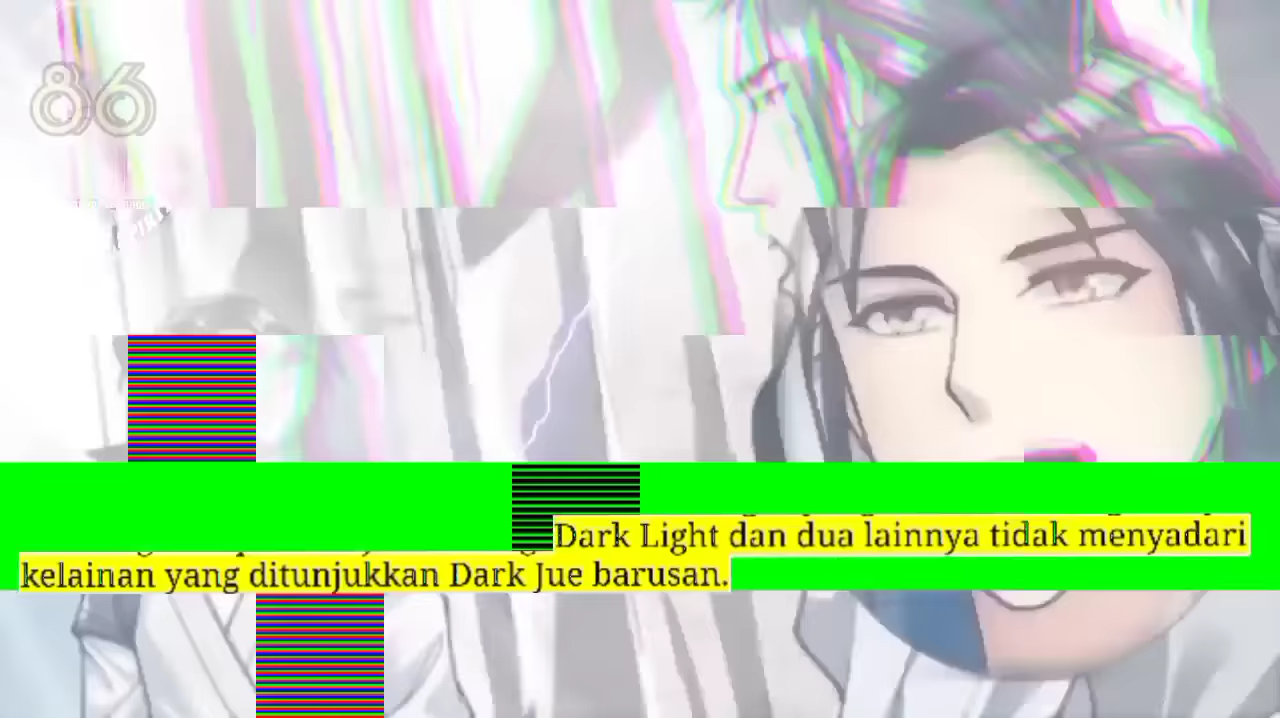 86
Dark Light dan dua lainnya tidak menyadari
kelainan yang ditunjukkan Dark Jue barusan.